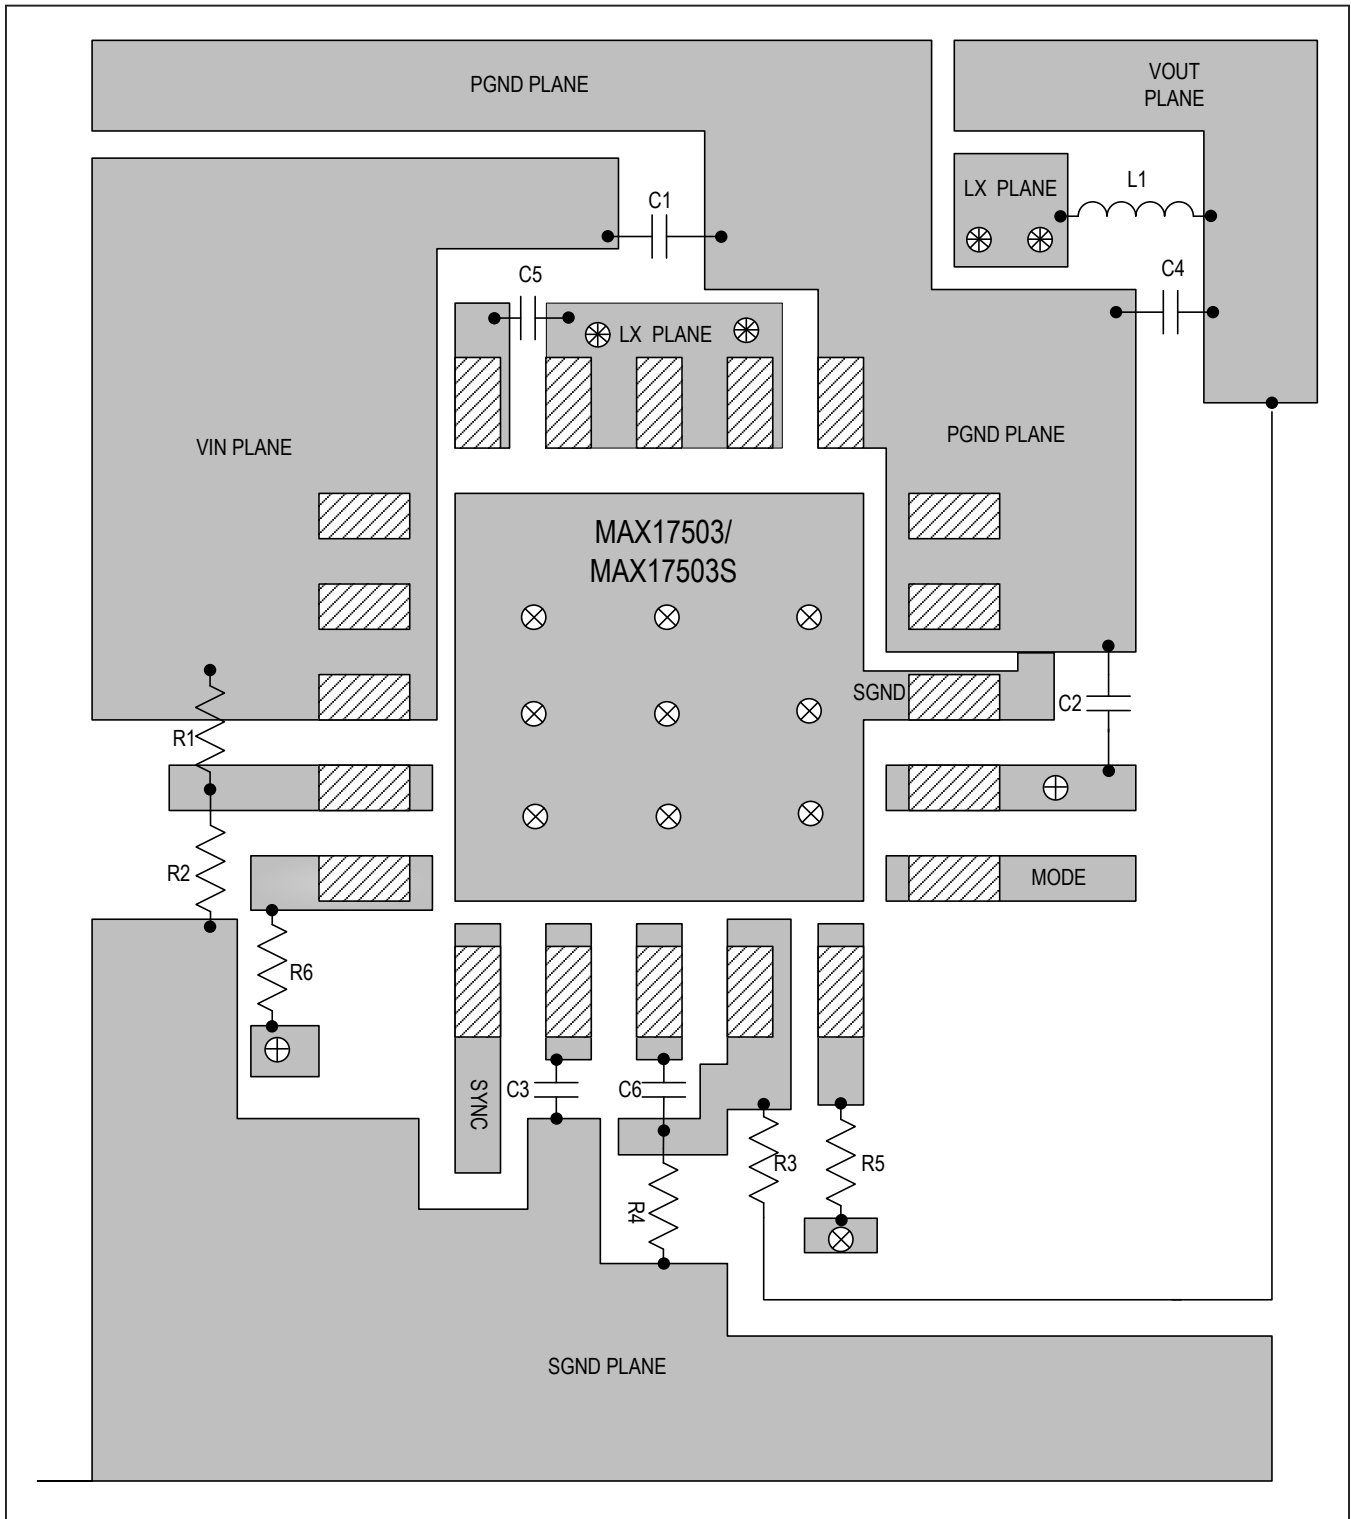 PGND PLANE
VOUT
PLANE
LX PLANE
L1
C1
C5
C4
LX PLANE
VIN PLANE
PGND PLANE
MAX17503/
MAX17503S
SGND
C2
R1
R2
MODE
R6
SYNC
C3
C6
R3
R5
R4
SGND PLANE